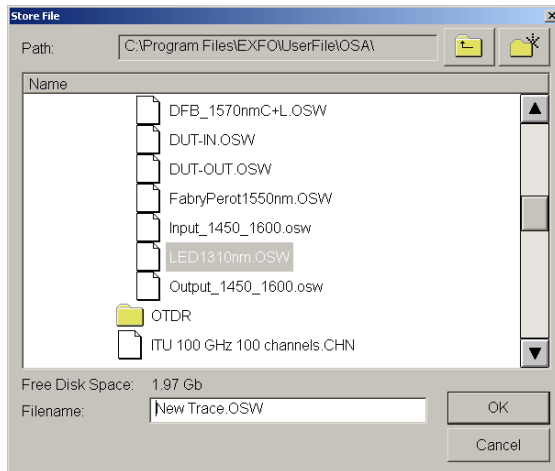 Store File
Path: C:\Program Files\EXFO\UserFile\OSA\
Name
DFB_1570nmC+L.OSW
DUT-IN.OSW
DUT-OUT.OSW
FabryPerot1550nm.OSW
Input_1450_1600.osw
LED1310nm.OSW
Output_1450_1600.osw
OTDR
ITU 100 GHz 100 channels.CHN
Free Disk Space: 1.97 Gb
Filename: New Trace.OSW
OK
Cancel